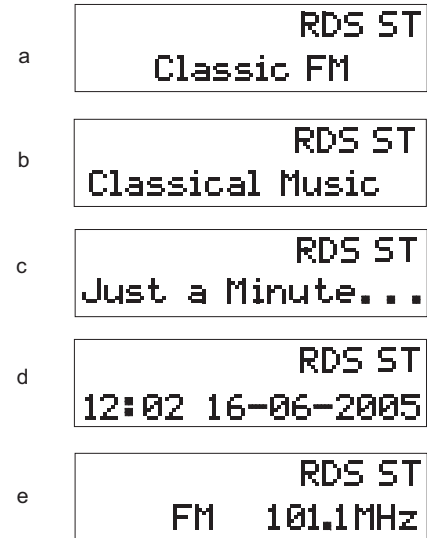 RDS ST
a
Classic FM
RDS ST
b
Classical Music
RDS ST
c
Just a Minute...
RDS ST
d
12:02 16-06-2005
RDS ST
e
FM 101.1MHz